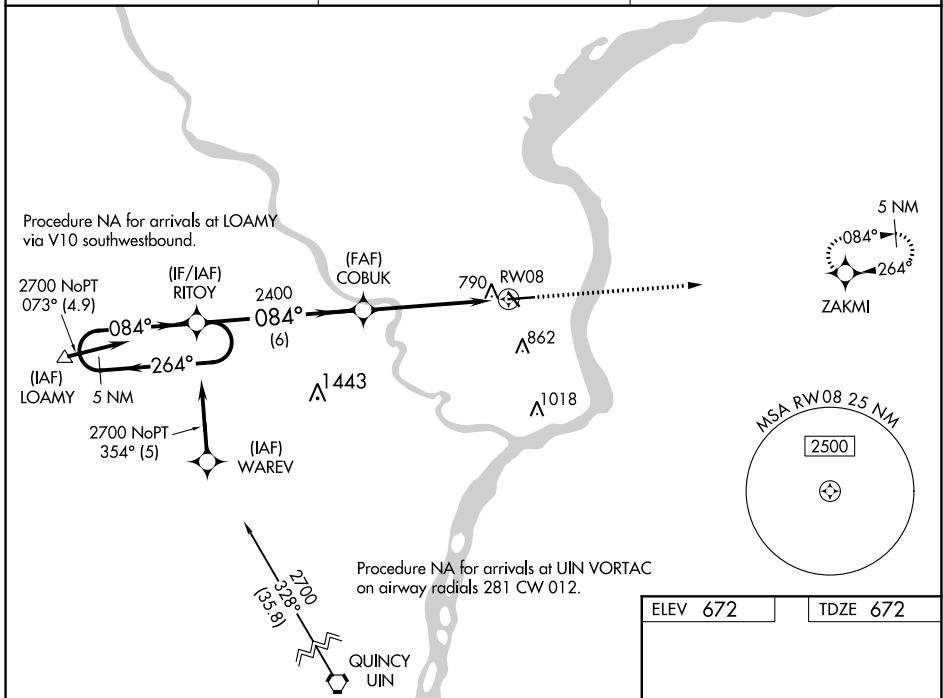 Procedure NA for arrivals at LOAMY
via V10 southwestbound.
2700 NoPT
073° (4.9)
(IF/IAF)
RITOY
084°
264°
(IAF)
LOAMY
5 NM
2400
084°
(6)
(FAF)
COBUK
790
RW08
862
1018
1443
5 NM
084°
264°
ZAKMI
2700 NoPT
354° (5)
(IAF)
WAREV
MSA RW08 25 NM
2500
2700
328°
(35.8)
Procedure NA for arrivals at UIN VORTAC
on airway radials 281 CW 012.
QUINCY
UIN
ELEV 672
TDZE 672